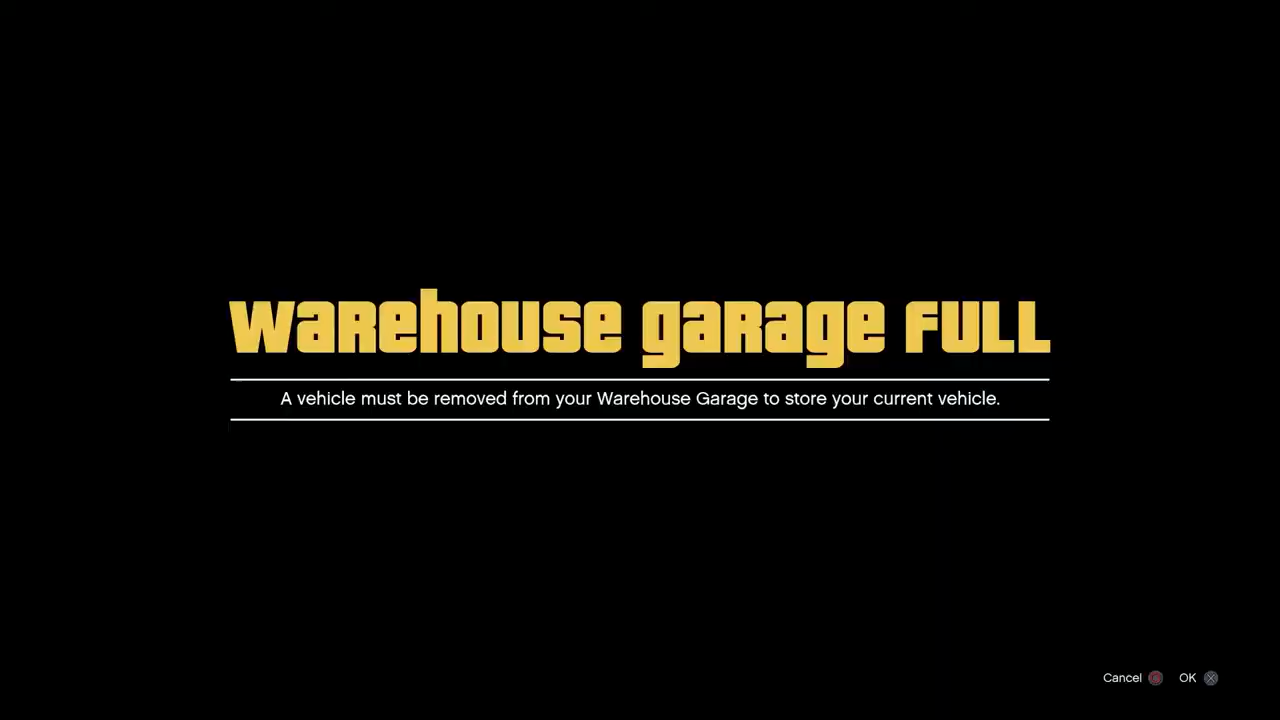 warehouse garage FULL
A vehicle must be removed from your Warehouse Garage to store your current vehicle.
Cancel OK